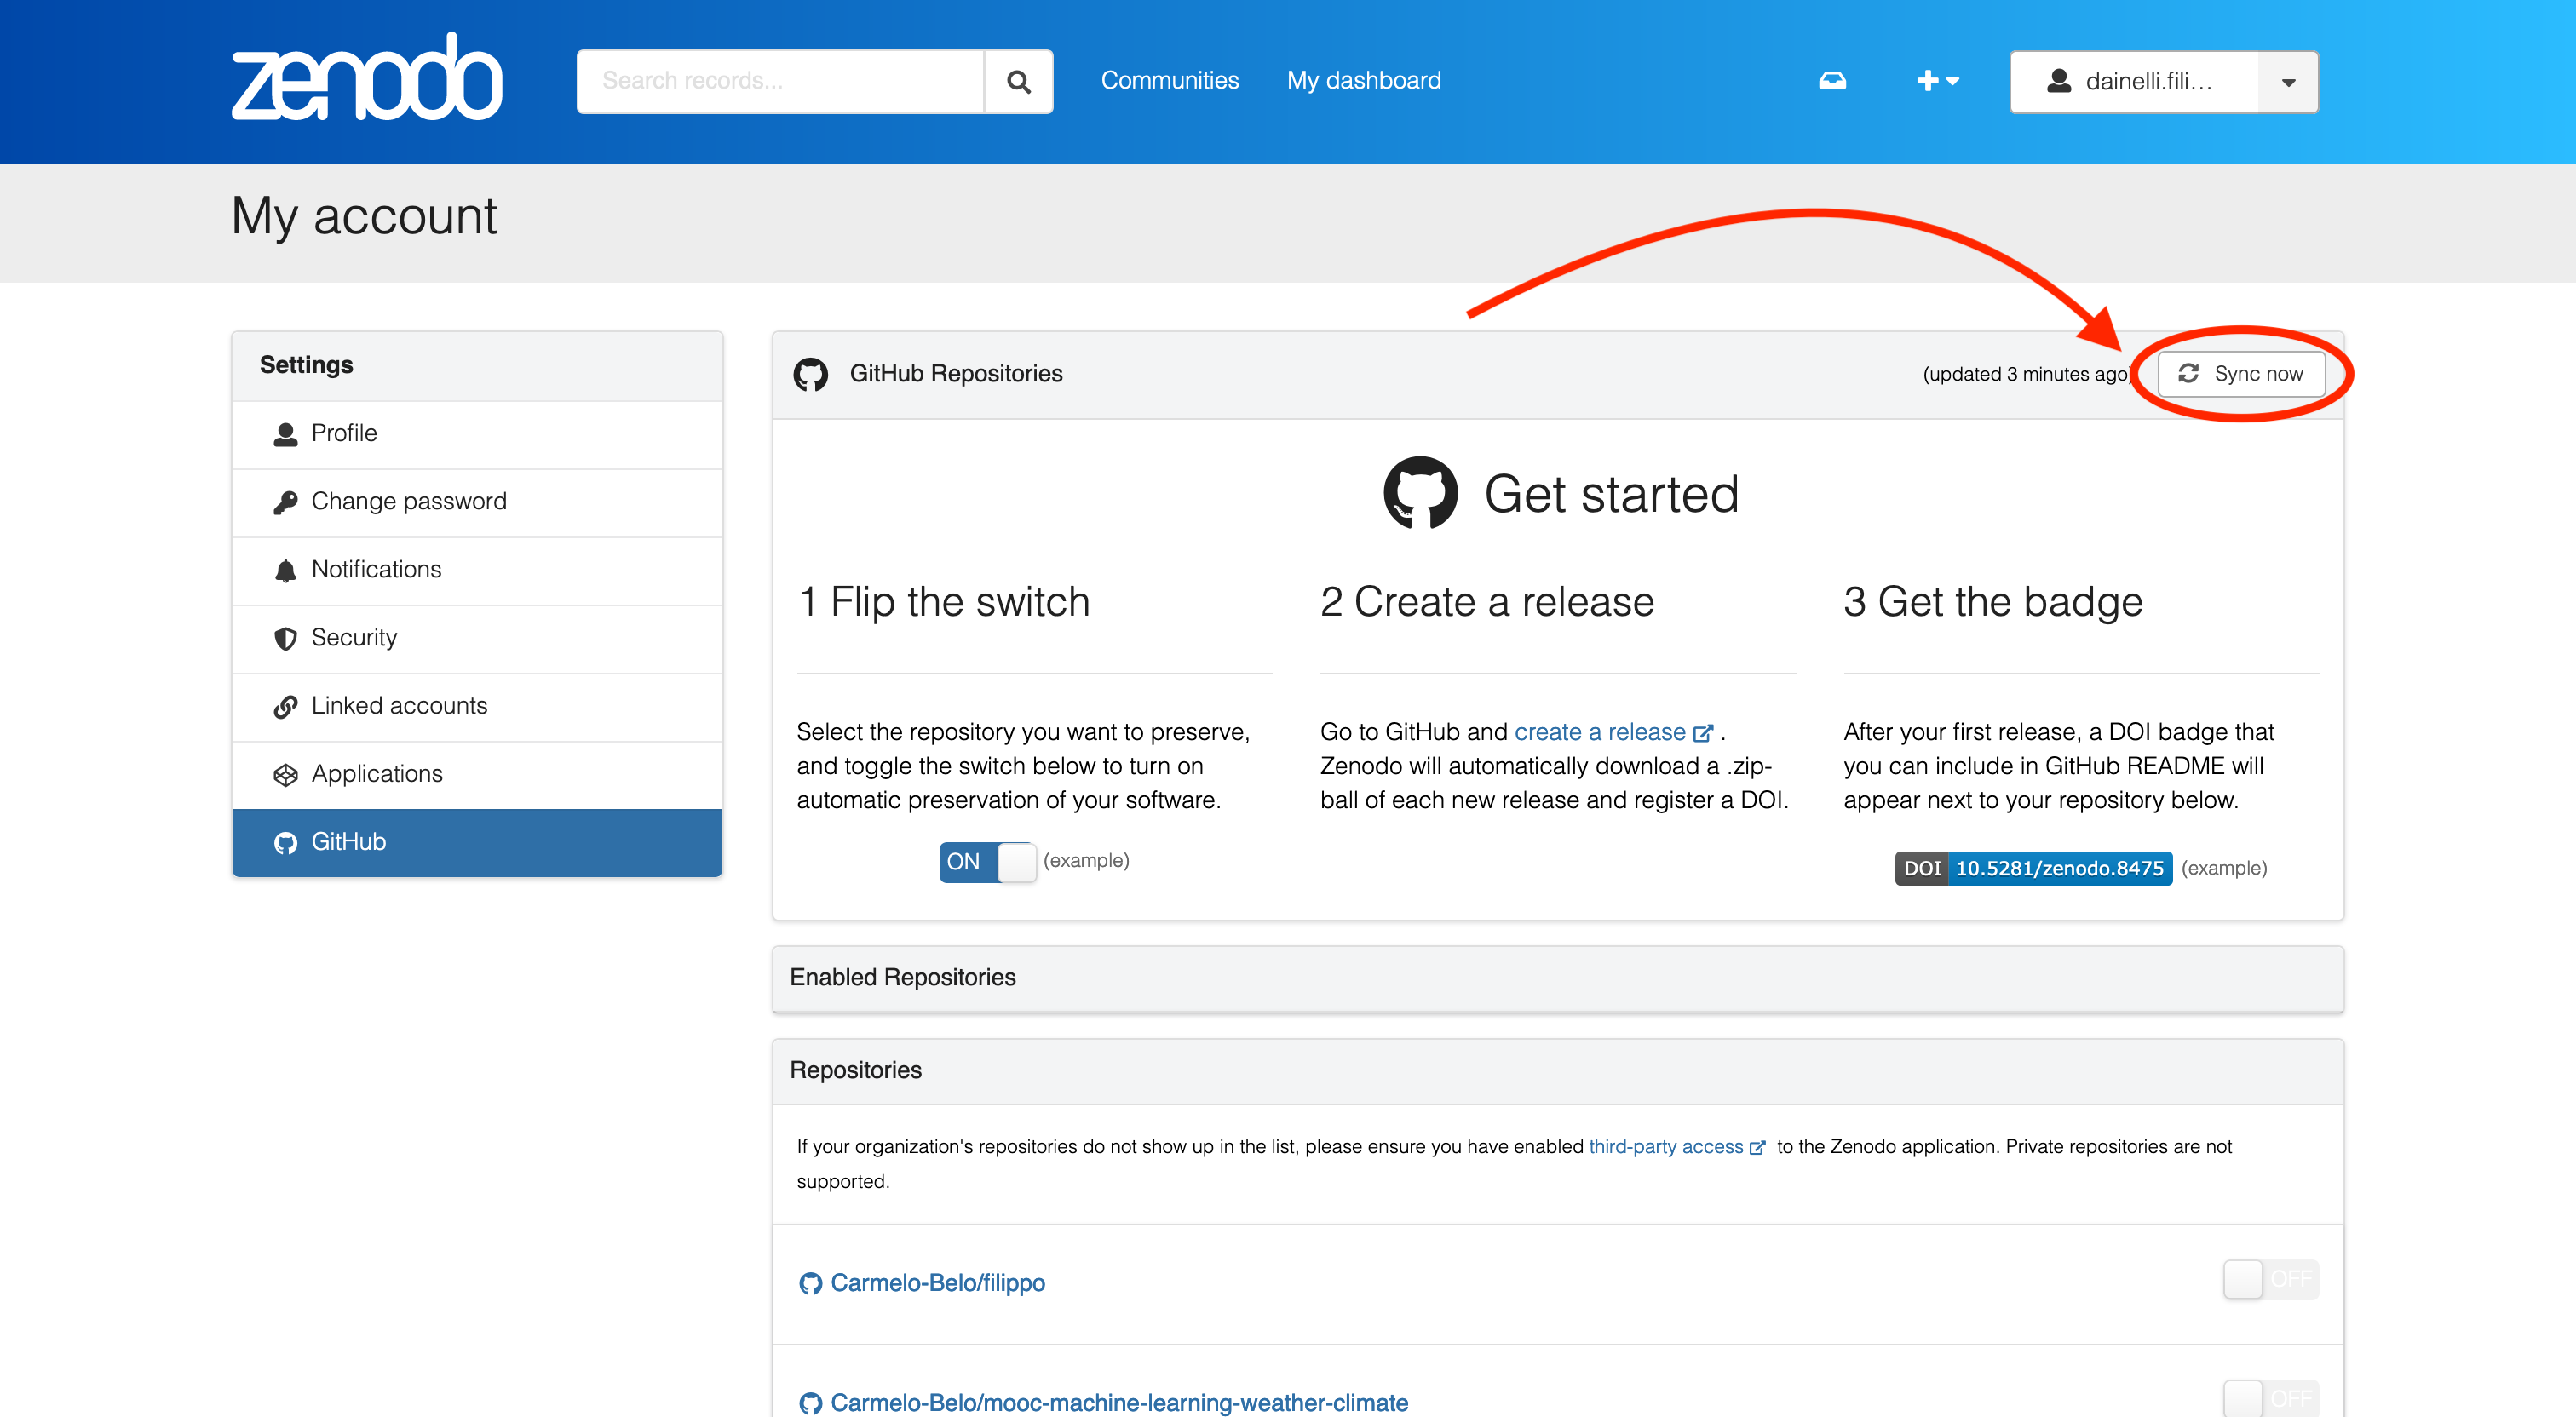 zenodo
Search records...
Communities
My dashboard
dainelli.fili...
My account
Settings
Profile
Change password
Notifications
Security
Linked accounts
Applications
GitHub
GitHub Repositories
(updated 3 minutes ago)
Sync now
Get started
1 Flip the switch
Select the repository you want to preserve,
and toggle the switch below to turn on
automatic preservation of your software.
ON (example)
2 Create a release
Go to GitHub and create a release .
Zenodo will automatically download a .zip-
ball of each new release and register a DOI.
3 Get the badge
After your first release, a DOI badge that
you can include in GitHub README will
appear next to your repository below.
DOI 10.5281/zenodo.8475 (example)
Enabled Repositories
Repositories
If your organization's repositories do not show up in the list, please ensure you have enabled third-party access to the Zenodo application. Private repositories are not
supported.
Carmelo-Belo/filippo
OFF
Carmelo-Belo/mooc-machine-learning-weather-climate
OFF